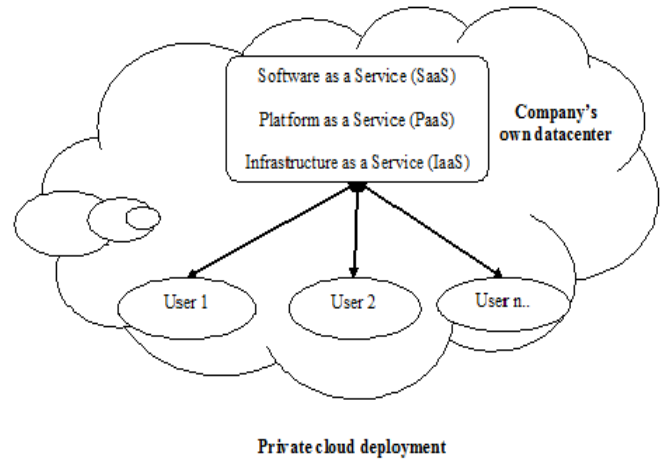 Software as a Service (SaaS)
Platform as a Service (PaaS)
Infrastructure as a Service (IaaS)
Company's
own datacenter
User 1
User 2
User n..
Private cloud deployment